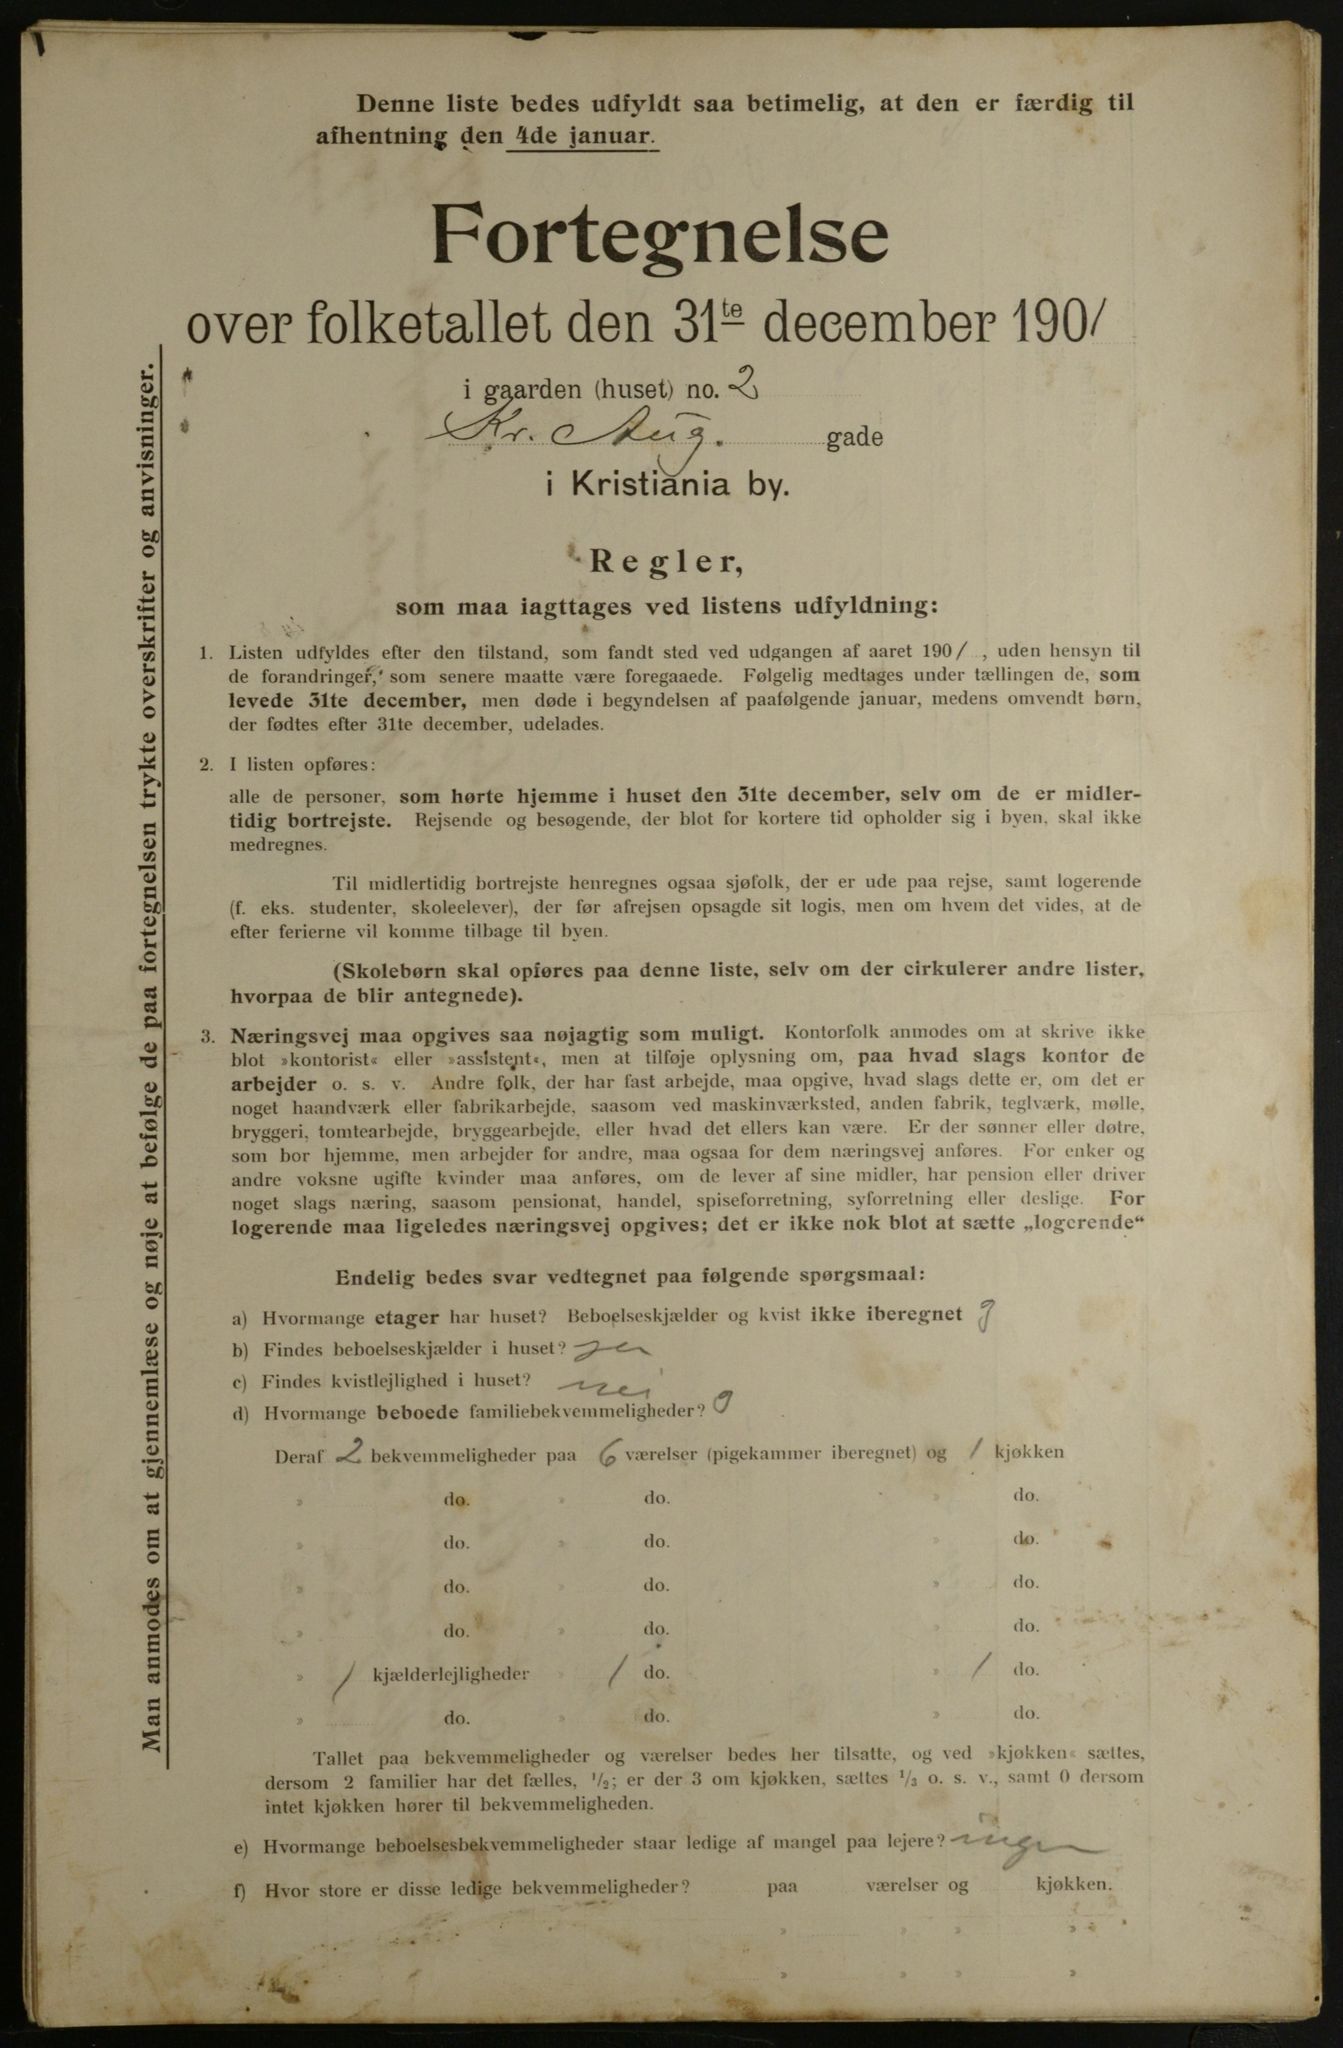 Denne liste bedes udfyldt saa betimelig, at den er færdig til
afhentning den 4de januar.
Fortegnelse
over folketallet den 31te december 190/
i gaarden (huset) no. 2
Kr. Aug. gade
i Kristiania by.
Regler,
som maa iagttages ved listens udfyldning:
1. Listen udfyldes efter den tilstand, som fandt sted ved udgangen af aaret 190/ , uden hensyn til
de forandringer, som senere maatte være foregaaede. Følgelig medtages under tællingen de, som
levede 31te december, men døde i begyndelsen af paafølgende januar, medens omvendt børn,
der fødtes efter 31te december, udelades.
2. I listen opføres:
alle de personer, som hørte hjemme i huset den 31te december, selv om de er midler-
tidig bortrejste. Rejsende og besøgende, der blot for kortere tid opholder sig i byen, skal ikke
medregnes.
Til midlertidig bortrejste henregnes ogsaa sjøfolk, der er ude paa rejse, samt logerende
(f. eks. studenter, skoleelever), der før afrejsen opsagde sit logis, men om hvem det vides, at de
efter ferierne vil komme tilbage til byen.
(Skolebørn skal opføres paa denne liste, selv om der cirkulerer andre lister,
hvorpaa de blir antegnede).
3. Næringsvej maa opgives saa nøjagtig som muligt. Kontorfolk anmodes om at skrive ikke
blot »kontorist« eller »assistent«, men at tilføje oplysning om, paa hvad slags kontor de
arbejder o. s. v. Andre folk, der har fast arbejde, maa opgive, hvad slags dette er, om det er
noget haandværk eller fabrikarbejde, saasom ved maskinværksted, anden fabrik, teglværk, mølle,
bryggeri, tomtearbejde, bryggearbejde, eller hvad det ellers kan være. Er der sønner eller døtre,
som bor hjemme, men arbejder for andre, maa ogsaa for dem næringsvej anføres. For enker og
andre voksne ugifte kvinder maa anføres, om de lever af sine midler, har pension eller driver
noget slags næring, saasom pensionat, handel, spiseforretning, syforretning eller deslige. For
logerende maa ligeledes næringsvej opgives; det er ikke nok blot at sætte „logerende“
Endelig bedes svar vedtegnet paa følgende spørgsmaal:
a) Hvormange etager har huset? Beboelseskjælder og kvist ikke iberegnet
b) Findes beboelseskjælder i huset? ja
c) Findes kvistlejlighed i huset? nei
d) Hvormange beboede familiebekvemmeligheder?
Deraf 2 bekvemmeligheder paa 6 værelser (pigekammer iberegnet) og 1 kjøkken
» do. » do. » do.
» do. » do. » do.
» do. » do. » do.
» do. » do. » do.
» 1 kjælderlejligheder » 1 do. » 1 do.
» do. » do. » do.
Tallet paa bekvemmeligheder og værelser bedes her tilsatte, og ved »kjøkken« sættes,
dersom 2 familier har det fælles, 1/2; er der 3 om kjøkken, sættes 1/3 o. s. v., samt 0 dersom
intet kjøkken hører til bekvemmeligheden.
e) Hvormange beboelsesbekvemmeligheder staar ledige af mangel paa lejere? ingen
f) Hvor store er disse ledige bekvemmeligheder? paa værelser og kjøkken.
» » »
» » »
Man anmodes om at gjennemlæse og nøje at befølge de paa fortegnelsen trykte overskrifter og anvisninger.